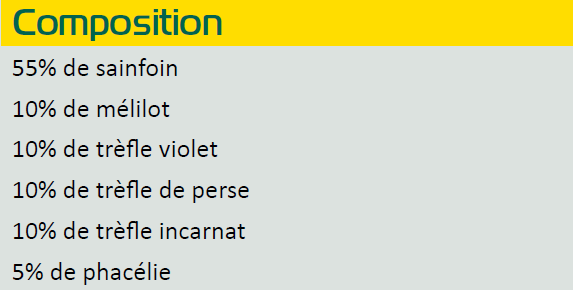 Composition
55% de sainfoin
10% de mélilot
10% de trèfle violet
10% de trèfle de perse
10% de trèfle incarnat
5% de phacélie